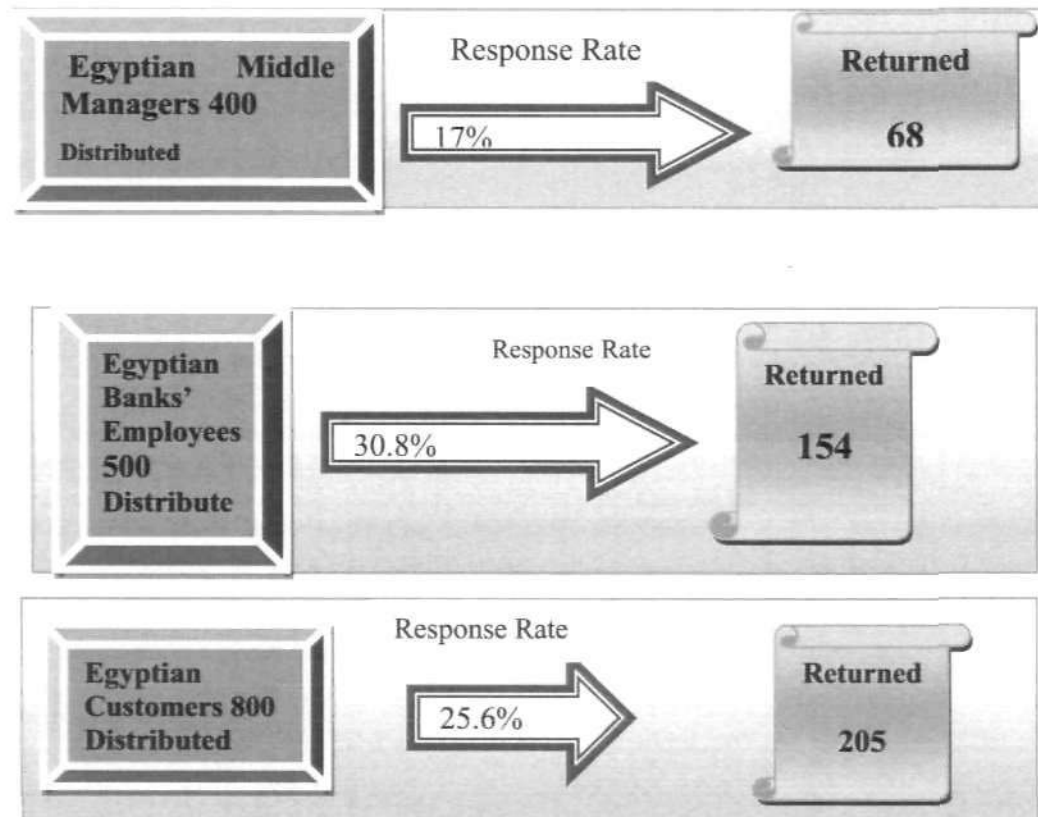 Egyptian Middle
Managers 400
Distributed
Response Rate
17%
Returned
68
Egyptian
Banks'
Employees
500
Distribute
Response Rate
30.8%
Returned
154
Egyptian
Customers 800
Distributed
Response Rate
25.6%
Returned
205